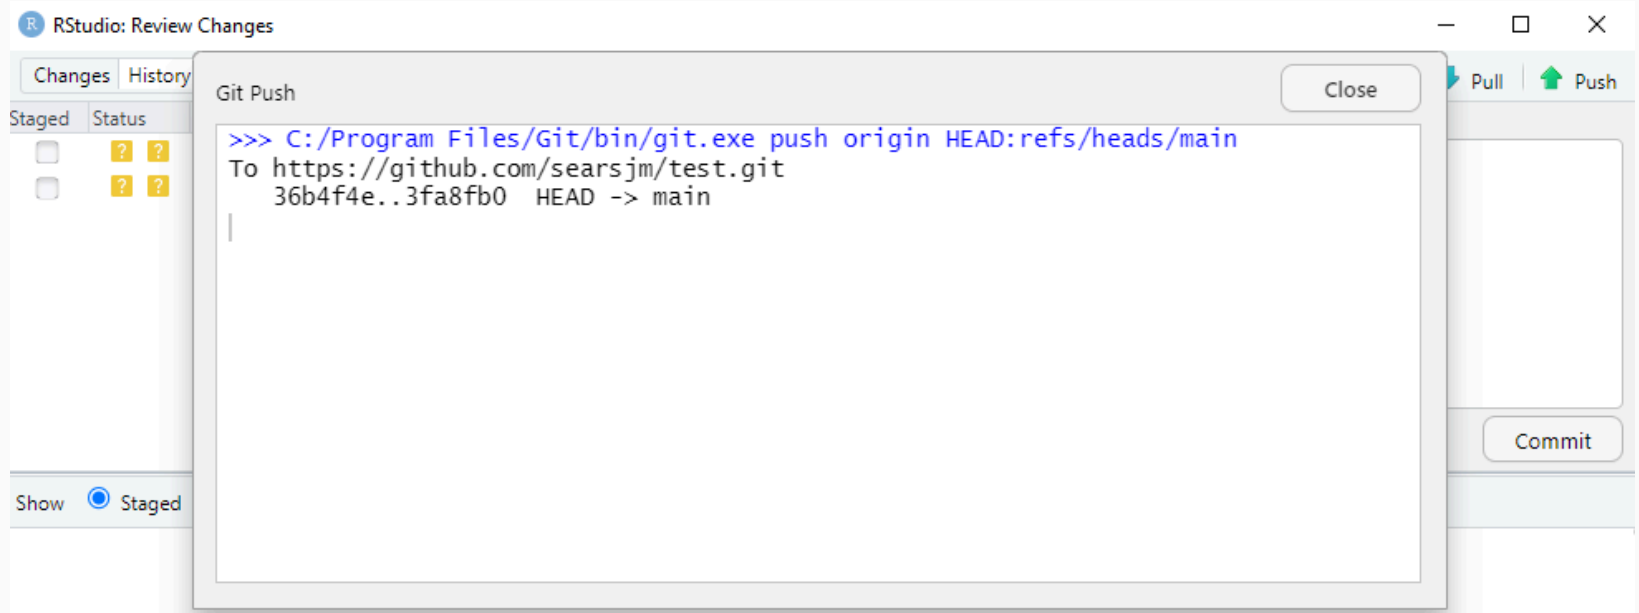 R RStudio: Review Changes
Changes History
Git Push
Close
Pull Push
Staged Status
>>> C:/Program Files/Git/bin/git.exe push origin HEAD:refs/heads/main
? ?
To https://github.com/searsjm/test.git
? ?
36b4f4e..3fa8fb0 HEAD -> main
Commit
Show Staged